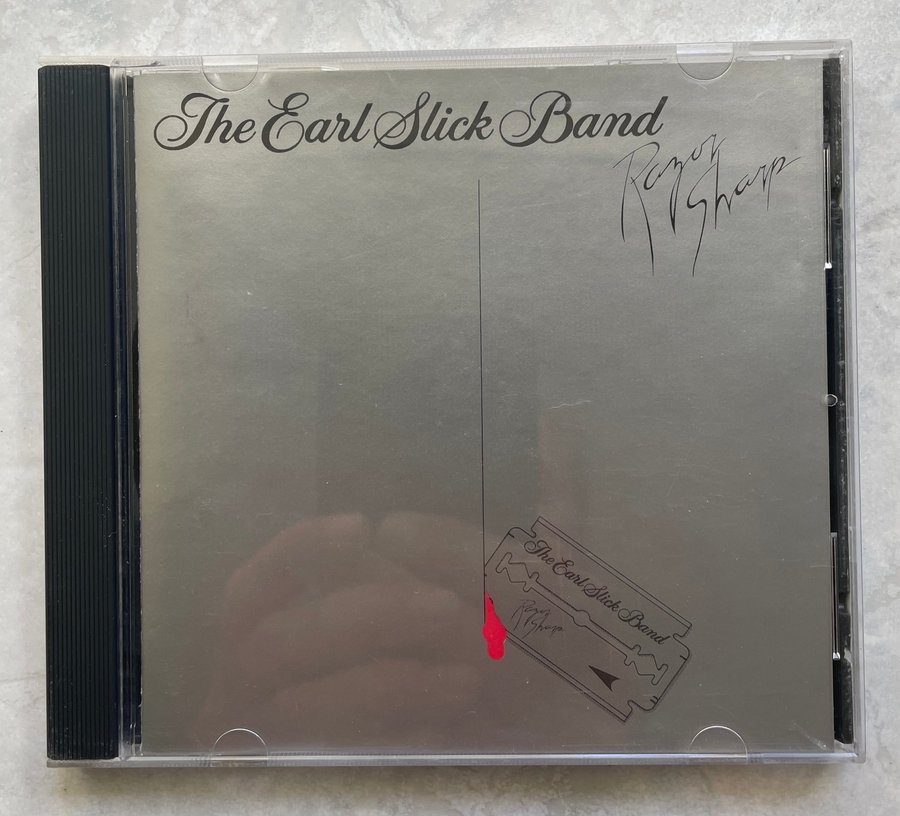 The Earl Slick Band
Razor
Sharp
The Earl Slick Band
Razor
Sharp